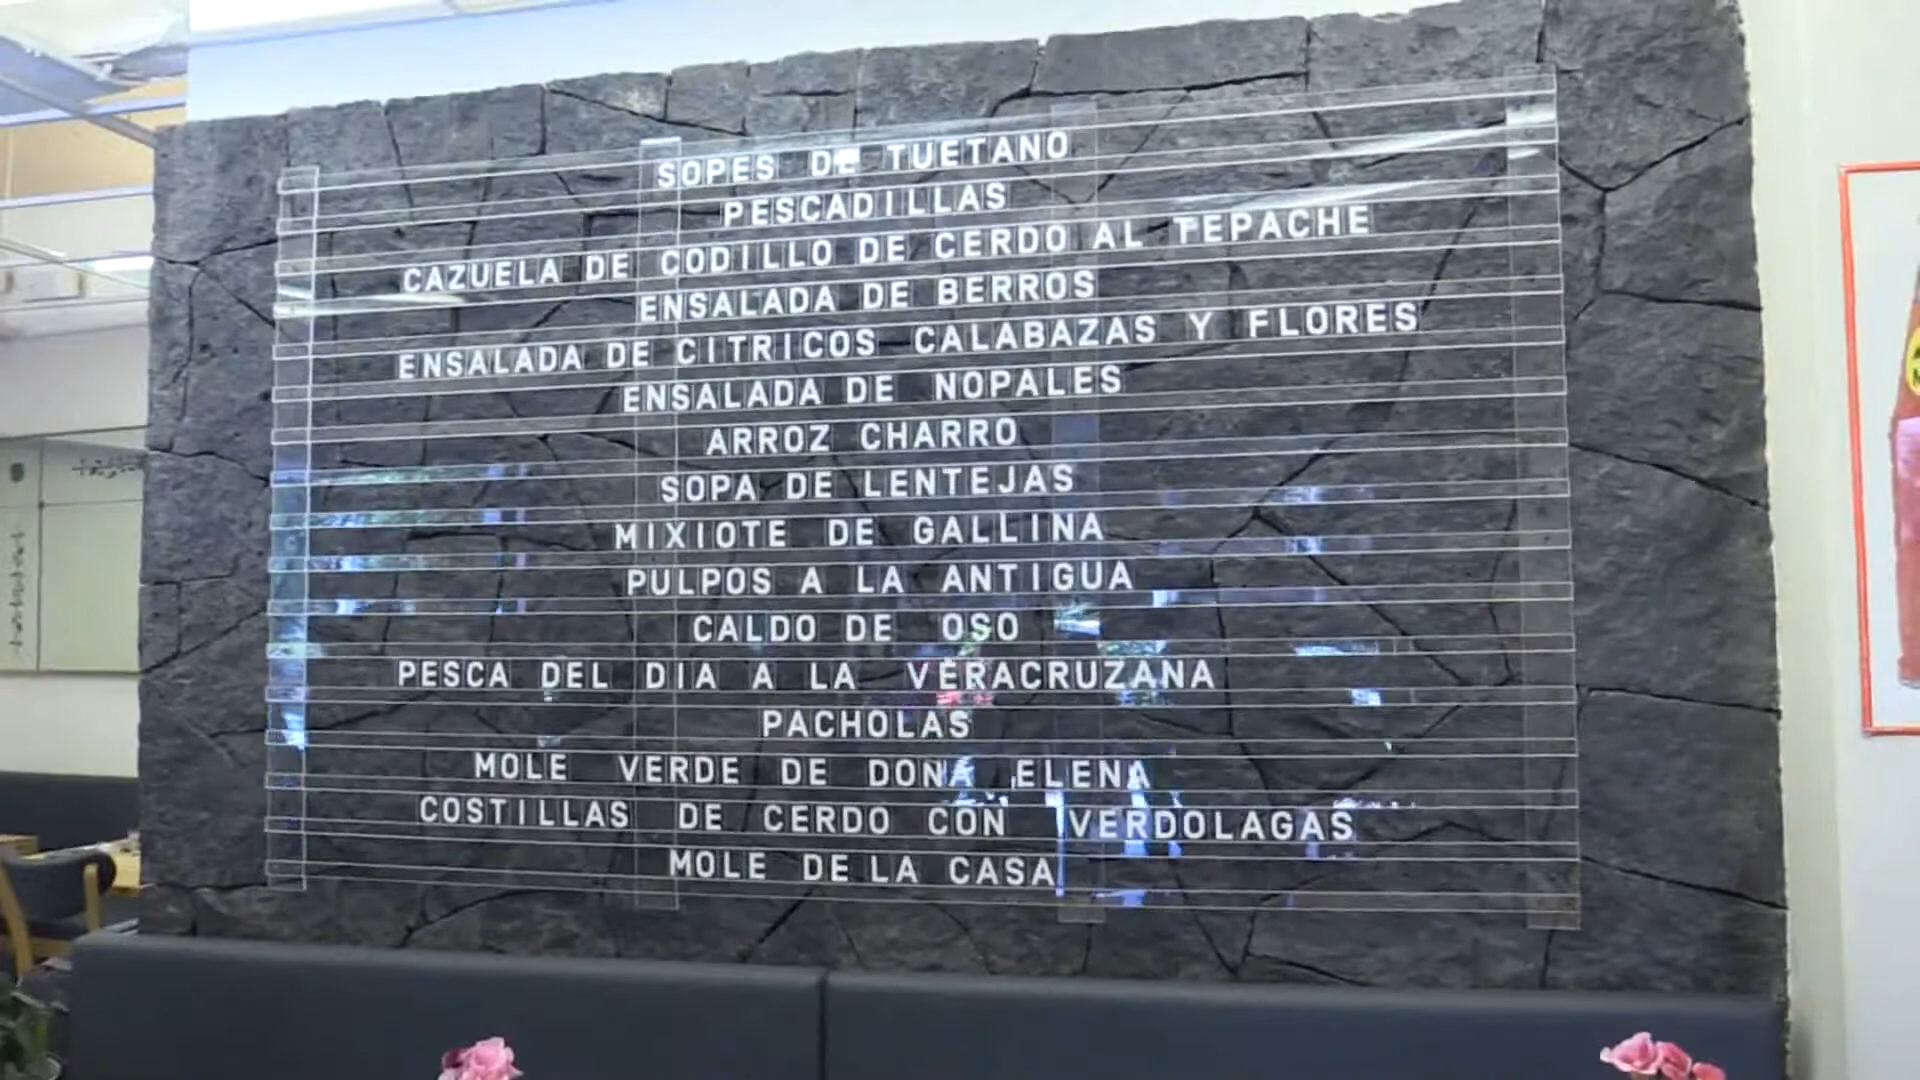 SOPES DE TUETANO
PESCADILLAS
CAZUELA DE CODILLO DE CERDO AL TEPACHE
ENSALADA DE BERROS
ENSALADA DE CITRICOS CALABAZAS Y FLORES
ENSALADA DE NOPALES
ARROZ CHARRO
SOPA DE LENTEJAS
MIXIOTE DE GALLINA
PULPOS A LA ANTIGUA
CALDO DE OSO
PESCA DEL DIA A LA VERACRUZANA
PACHOLAS
MOLE VERDE DE DONA ELENA
COSTILLAS DE CERDO CON VERDOLAGAS
MOLE DE LA CASA